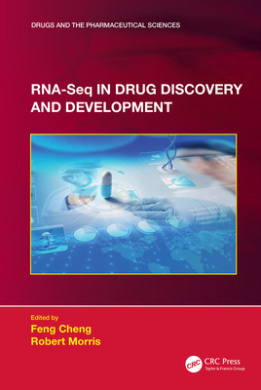 DRUGS AND THE PHARMACEUTICAL SCIENCES
RNA-Seq IN DRUG DISCOVERY
AND DEVELOPMENT
Edited by
Feng Cheng
Robert Morris
CRC
CRC Press
Taylor & Francis Group